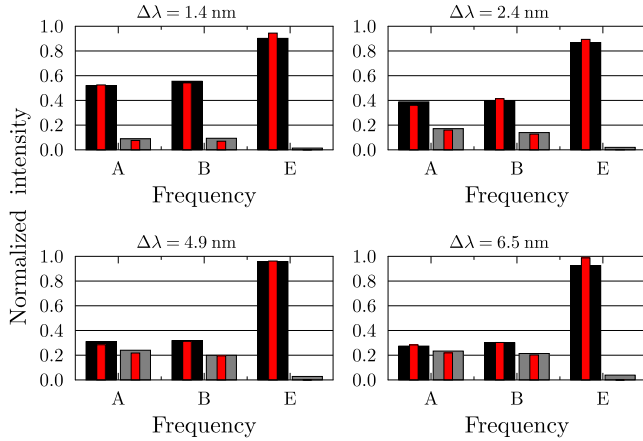 Δλ = 1.4 nm
Δλ = 2.4 nm
1.0
0.8
0.6
0.4
0.2
0.0
A B E
Frequency
1.0
0.8
0.6
0.4
0.2
0.0
A B E
Frequency
Normalized intensity
Δλ = 4.9 nm
Δλ = 6.5 nm
1.0
0.8
0.6
0.4
0.2
0.0
A B E
Frequency
1.0
0.8
0.6
0.4
0.2
0.0
A B E
Frequency